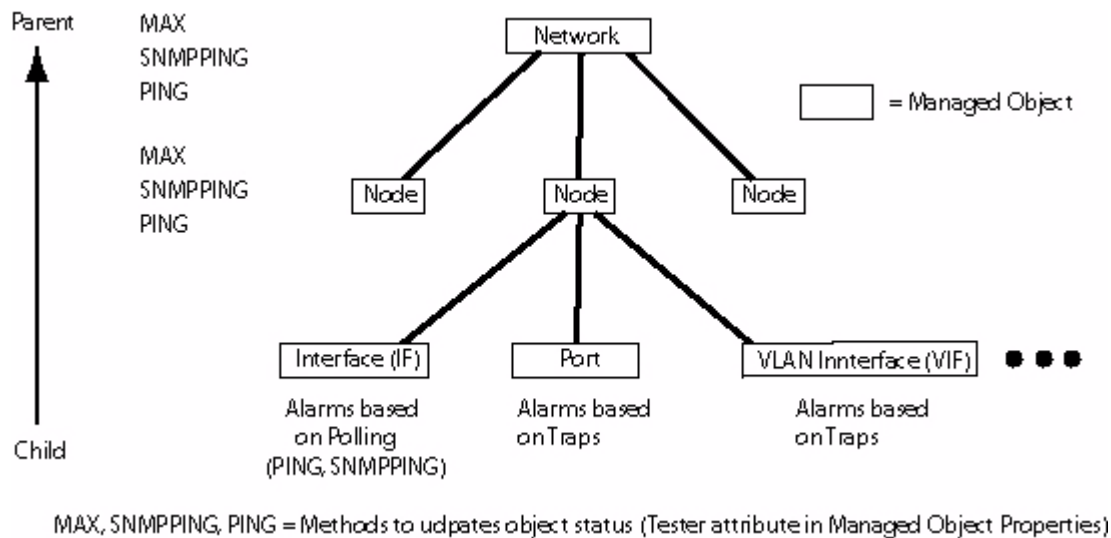 Parent
MAX
SNMPPING
PING
Network
= Managed Object
MAX
SNMPPING
PING
Node
Node
Node
Interface (IF)
Port
VLAN Innterface (VIF)
Alarms based
on Polling
(PING, SNMPPING)
Alarms based
on Traps
Alarms based
on Traps
Child
MAX, SNMPPING, PING = Methods to udpates object status (Tester attribute in Managed Object Properties)